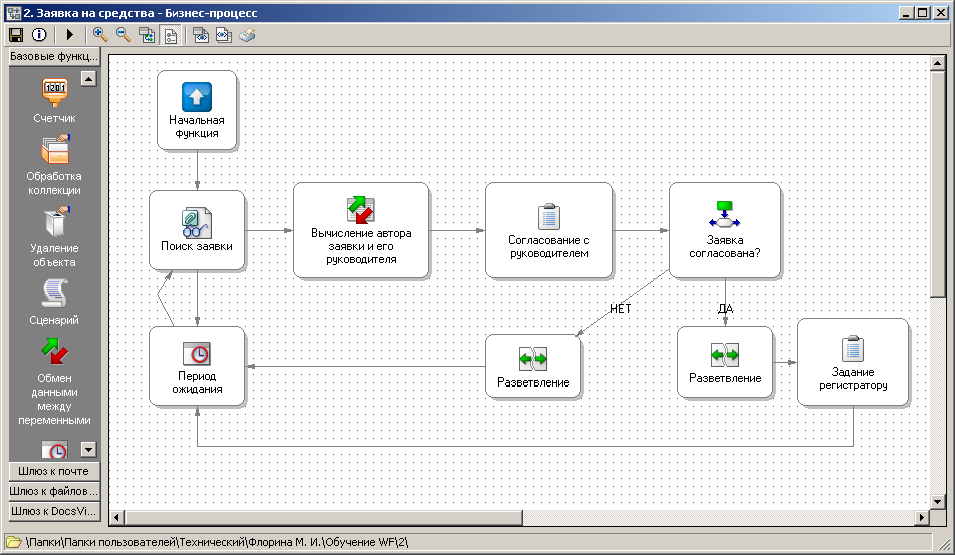 2. Заявка на средства - Бизнес-процесс
Базовые функц...
1201
Счетчик
Обработка
коллекции
Удаление
объекта
Сценарий
Обмен
данными
между
переменными
Шлюз к почте
Шлюз к файлов...
Шлюз к DocsVi...
Начальная
функция
Поиск заявки
Вычисление автора
заявки и его
руководителя
Согласование с
руководителем
Заявка
согласована?
НЕТ
ДА
Период
ожидания
Разветвление
Разветвление
Задание
регистратору
\Папки\Папки пользователей\Технический\Флорина М. И.\Обучение WF\2\